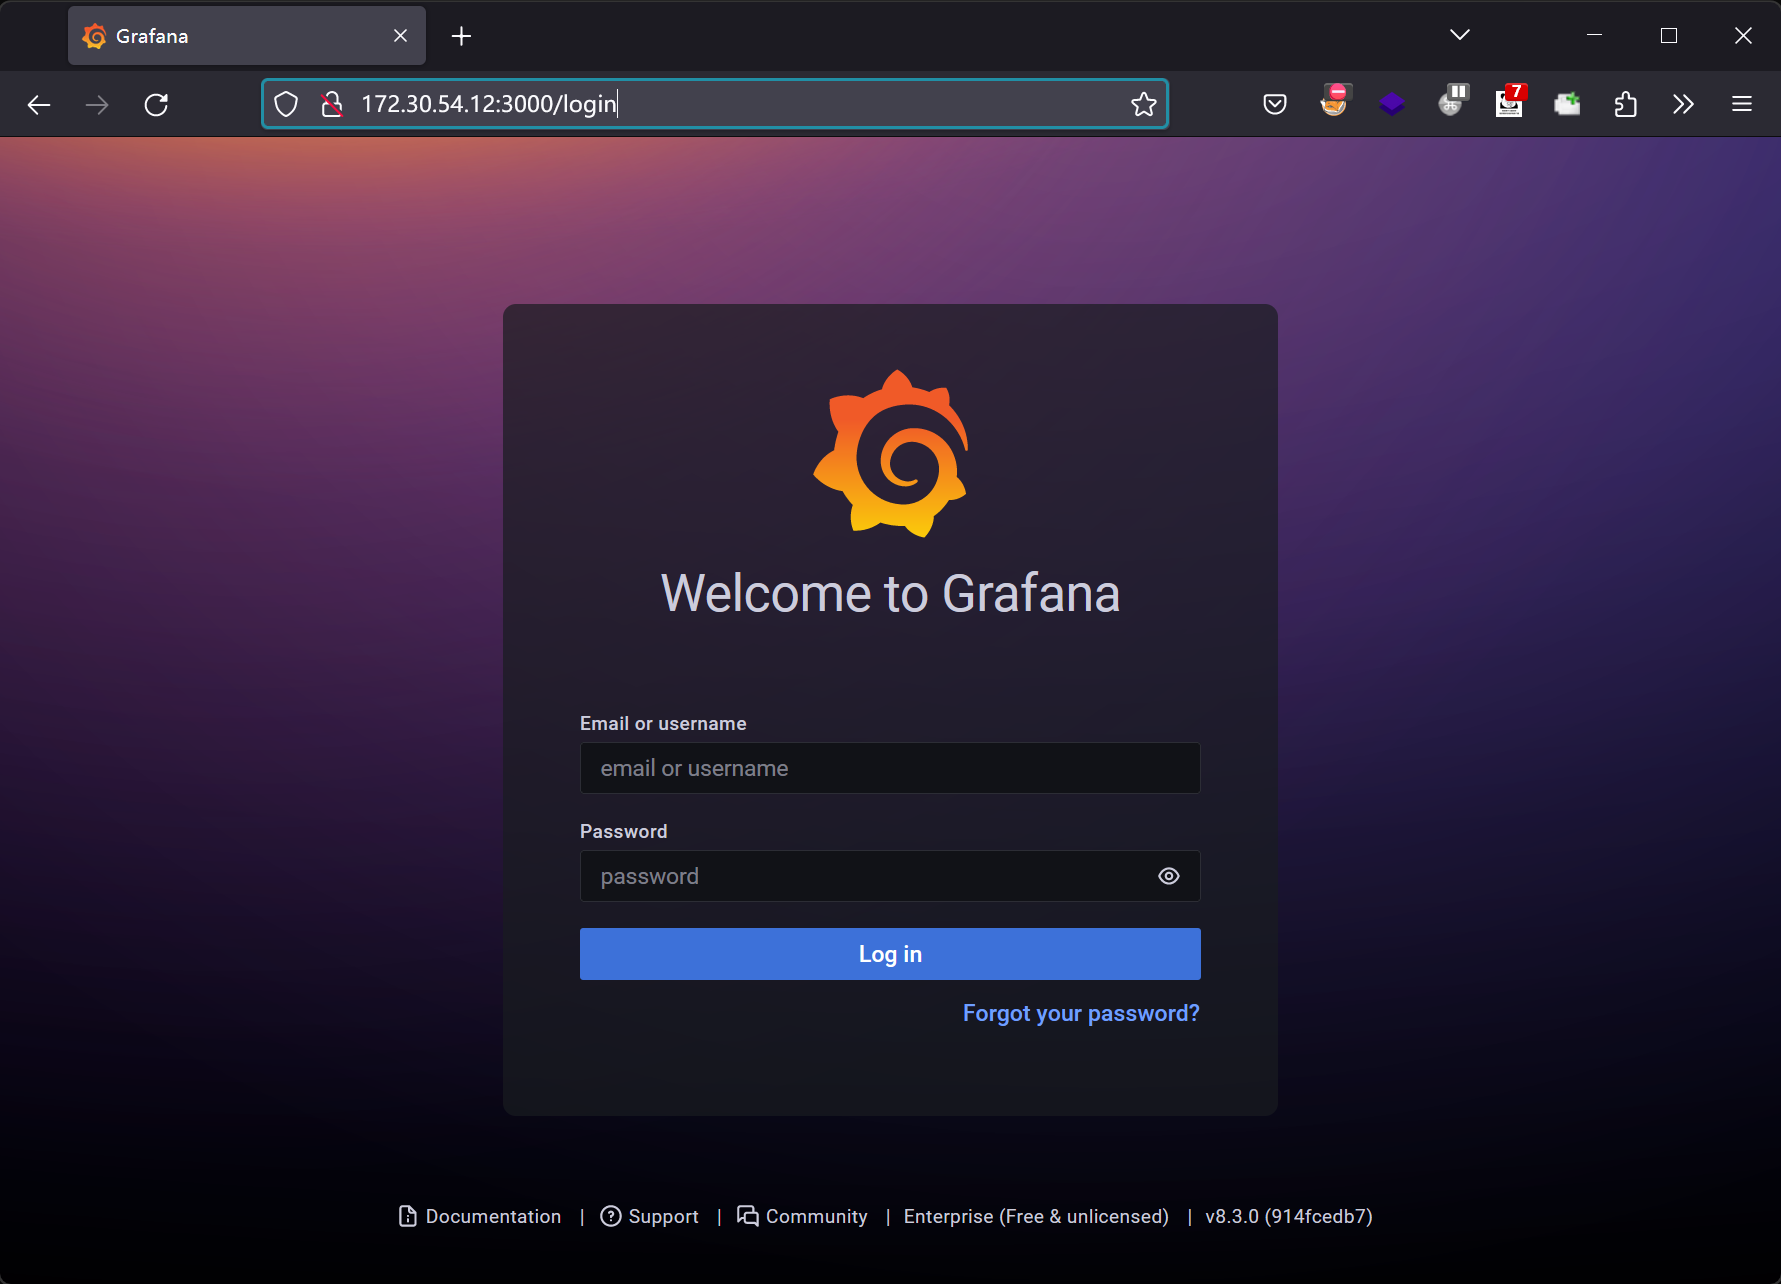 Grafana
172.30.54.12:3000/login
7
Welcome to Grafana
Email or username
email or username
Password
password
Log in
Forgot your password?
Documentation | Support | Community | Enterprise (Free & unlicensed) | v8.3.0 (914fcedb7)